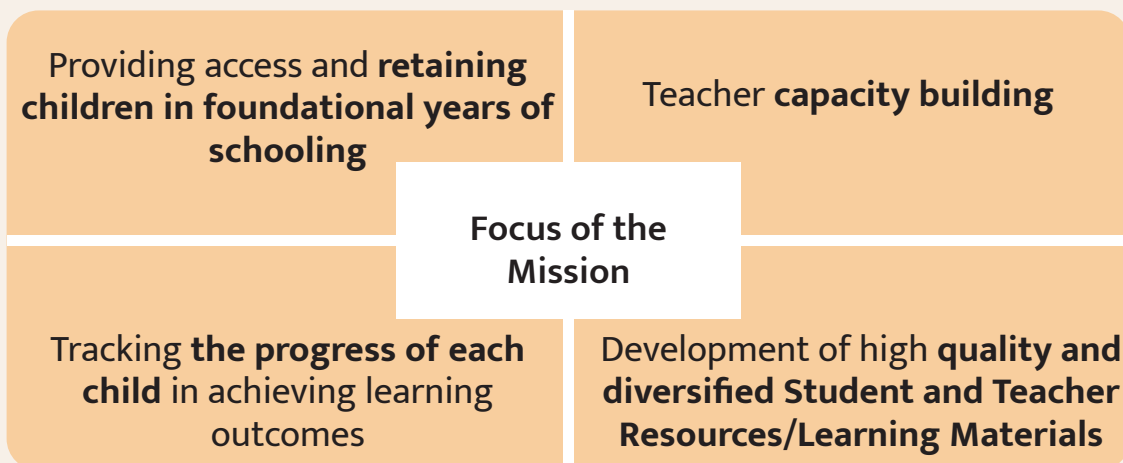 Providing access and retaining
children in foundational years of
schooling
Teacher capacity building
Focus of the
Mission
Tracking the progress of each
child in achieving learning
outcomes
Development of high quality and
diversified Student and Teacher
Resources/Learning Materials